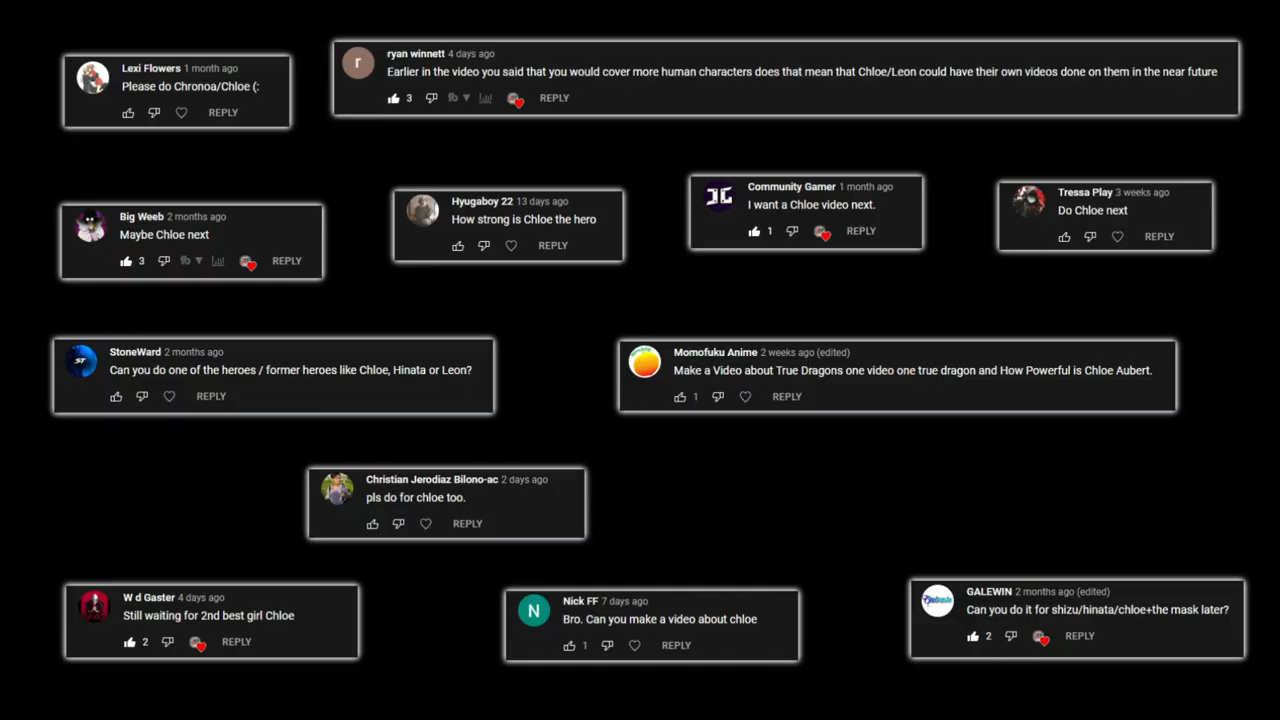 Lexi Flowers 1 month ago
Please do Chronoa/Chloe (:
REPLY
r
ryan winnett 4 days ago
Earlier in the video you said that you would cover more human characters does that mean that Chloe/Leon could have their own videos done on them in the near future
3 REPLY
Big Weeb 2 months ago
Maybe Chloe next
3 REPLY
Hyugaboy 22 13 days ago
How strong is Chloe the hero
REPLY
Community Gamer 1 month ago
I want a Chloe video next.
1 REPLY
Tressa Play 3 weeks ago
Do Chloe next
REPLY
ST
StoneWard 2 months ago
Can you do one of the heroes / former heroes like Chloe, Hinata or Leon?
REPLY
Momofuku Anime 2 weeks ago (edited)
Make a Video about True Dragons one video one true dragon and How Powerful is Chloe Aubert.
1 REPLY
Christian Jerodiaz Bilono-ac 2 days ago
pls do for chloe too.
REPLY
W d Gaster 4 days ago
Still waiting for 2nd best girl Chloe
2 REPLY
N
Nick FF 7 days ago
Bro. Can you make a video about chloe
1 REPLY
GALEWIN 2 months ago (edited)
Can you do it for shizu/hinata/chloe+the mask later?
2 REPLY